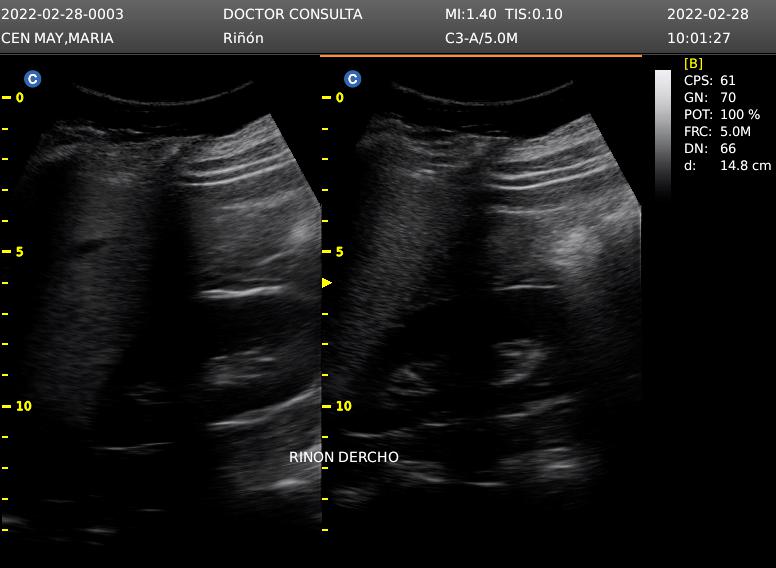 2022-02-28-0003 DOCTOR CONSULTA MI:1.40 TIS:0.10 2022-02-28
CEN MAY,MARIA Riñón C3-A/5.0M 10:01:27
[B]
C C
0 0
CPS: 61
GN: 70
POT: 100 %
FRC: 5.0M
DN: 66
d: 14.8 cm
5 5
10 10
RINON DERCHO